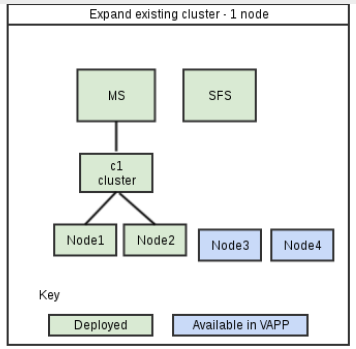 Expand existing cluster - 1 node
MS
SFS
c1
cluster
Node1
Node2
Node3
Node4
Key
Deployed
Available in VAPP